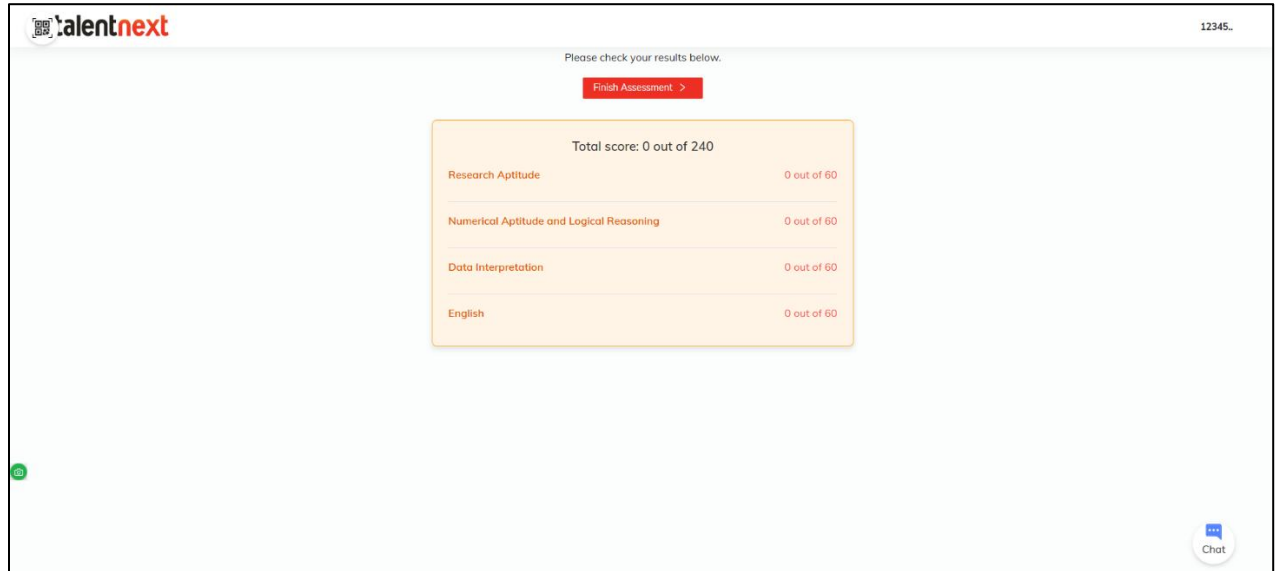 talentnext
12345..
Please check your results below.
Finish Assessment >
Total score: 0 out of 240
Research Aptitude 0 out of 60
Numerical Aptitude and Logical Reasoning 0 out of 60
Data Interpretation 0 out of 60
English 0 out of 60
Chat